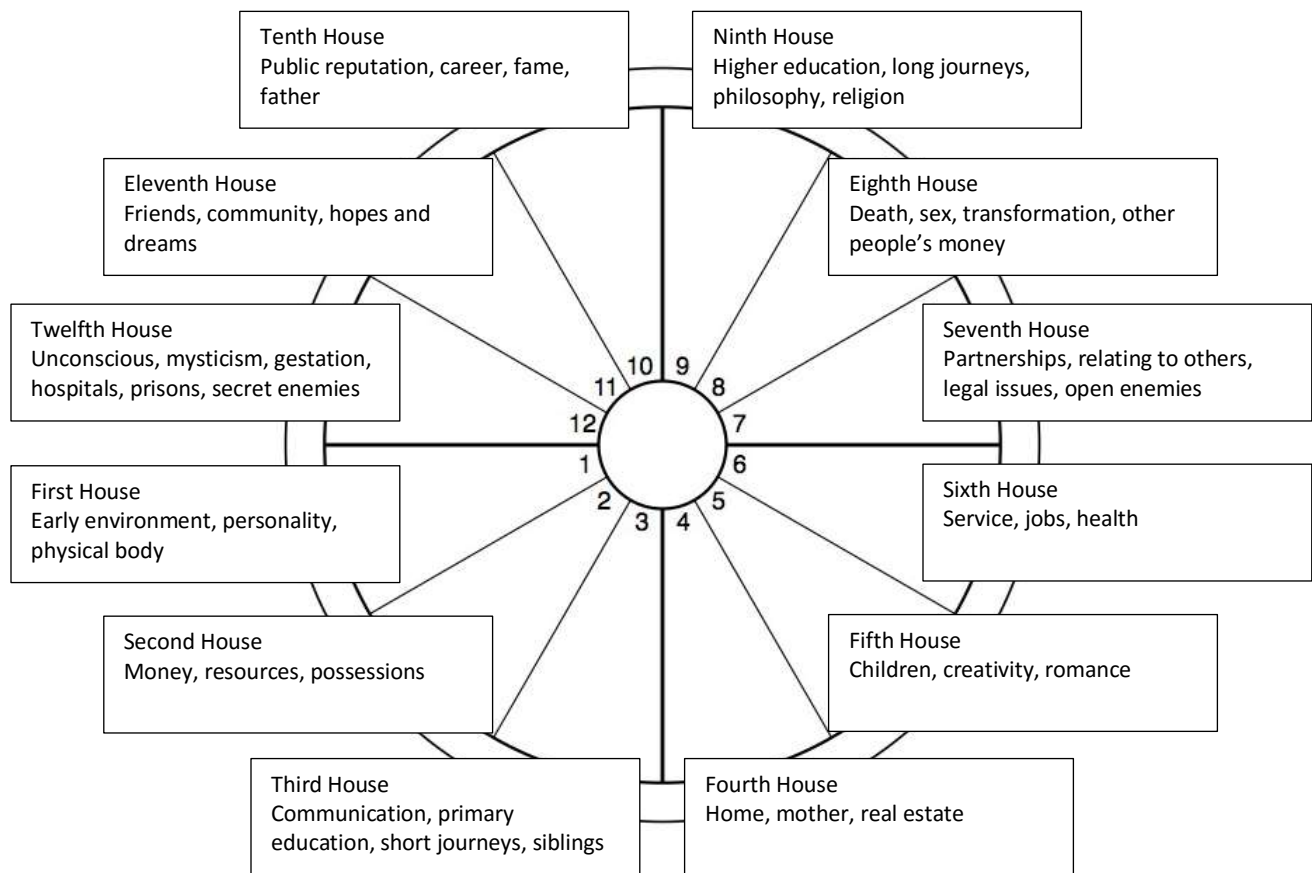 Tenth House
Public reputation, career, fame,
father
Ninth House
Higher education, long journeys,
philosophy, religion
Eleventh House
Friends, community, hopes and
dreams
Eighth House
Death, sex, transformation, other
people’s money
Twelfth House
Unconscious, mysticism, gestation,
hospitals, prisons, secret enemies
Seventh House
Partnerships, relating to others,
legal issues, open enemies
10 9
11 8
12 7
1 6
2 5
3 4
First House
Early environment, personality,
physical body
Sixth House
Service, jobs, health
Second House
Money, resources, possessions
Fifth House
Children, creativity, romance
Third House
Communication, primary
education, short journeys, siblings
Fourth House
Home, mother, real estate